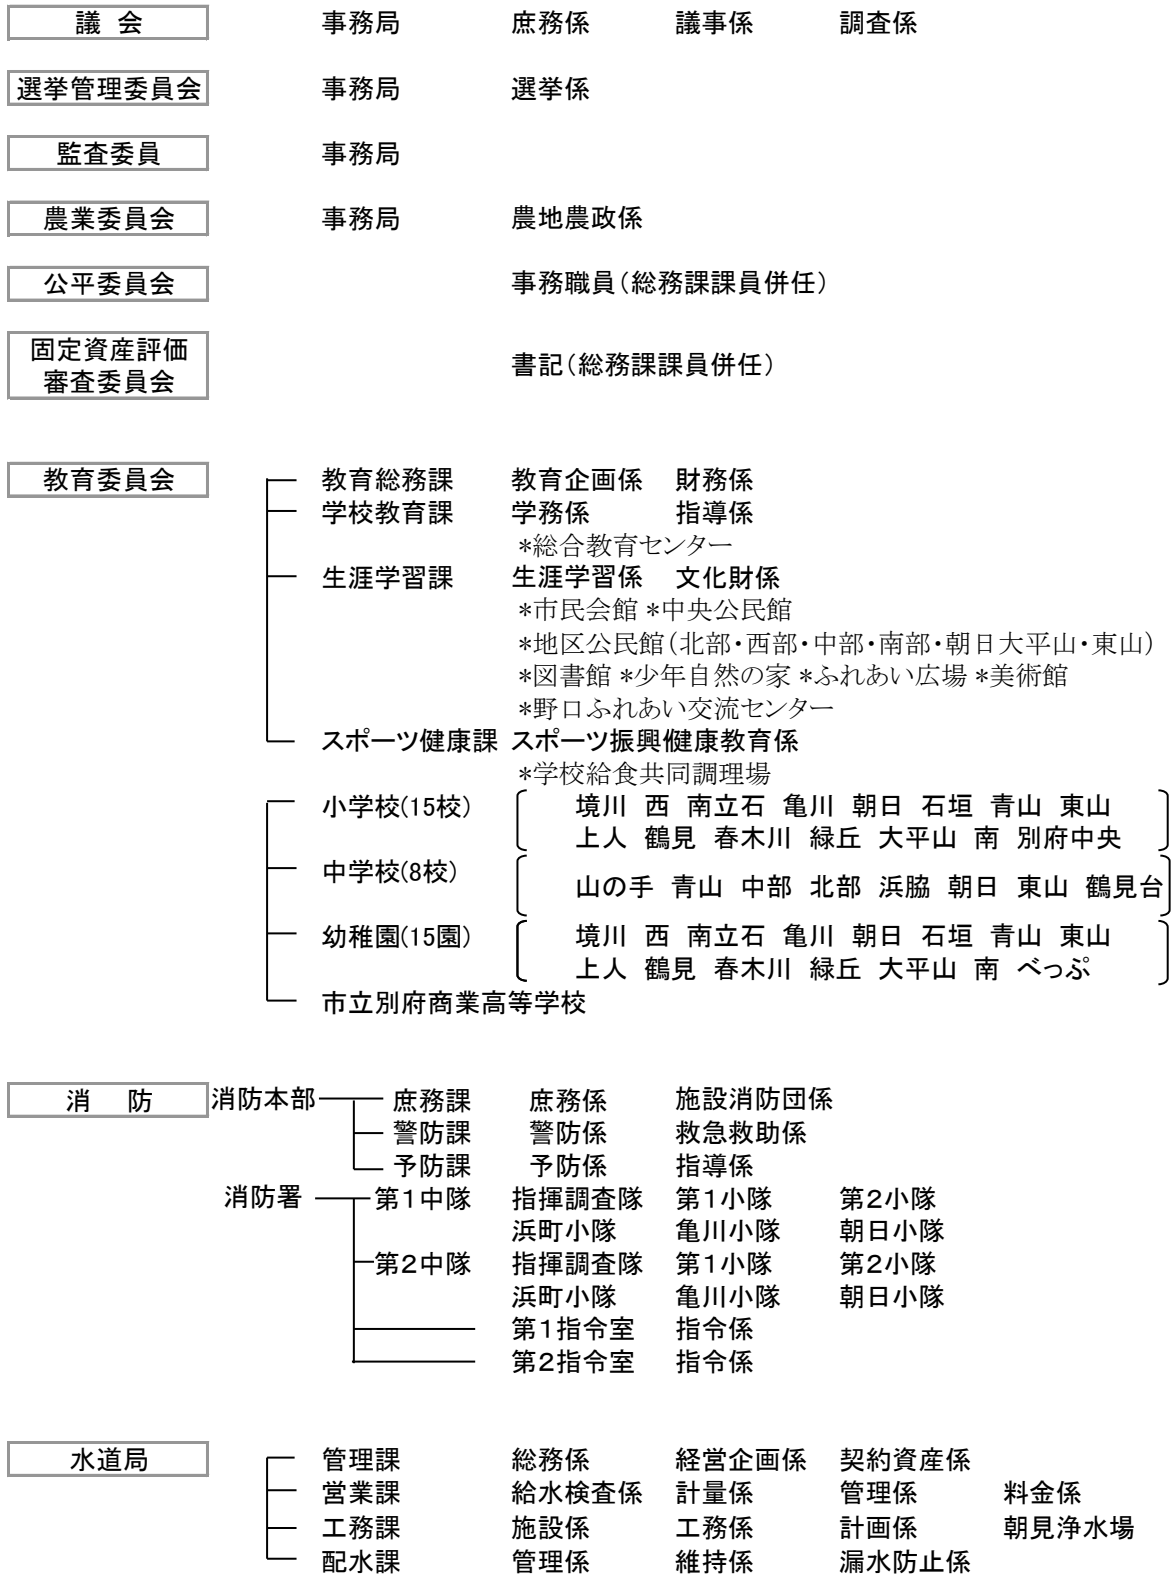 議 会 事務局 庶務係 議事係 調査係
選挙管理委員会 事務局 選挙係
監査委員 事務局
農業委員会 事務局 農地農政係
公平委員会 事務職員（総務課課員併任）
固定資産評価
審査委員会 書記（総務課課員併任）
教育委員会 教育総務課 教育企画係 財務係
学校教育課 学務係 指導係
*総合教育センター
生涯学習課 生涯学習係 文化財係
*市民会館 *中央公民館
*地区公民館（北部・西部・中部・南部・朝日大平山・東山）
*図書館 *少年自然の家 *ふれあい広場 *美術館
*野口ふれあい交流センター
スポーツ健康課 スポーツ振興係 健康教育係
*学校給食共同調理場
小学校(15校) 境川 西 南立石 亀川 朝日 石垣 青山 東山
上人 鶴見 春木川 緑丘 大平山 南 別府中央
中学校(8校) 山の手 青山 中部 北部 浜脇 朝日 東山 鶴見台
幼稚園(15園) 境川 西 南立石 亀川 朝日 石垣 青山 東山
上人 鶴見 春木川 緑丘 大平山 南 べっぷ
市立別府商業高等学校
消 防 消防本部 庶務課 庶務係 施設消防団係
警防課 警防係 救急救助係
予防課 予防係 指導係
消防署 第１中隊 指揮調査隊 第１小隊 第２小隊
浜町小隊 亀川小隊 朝日小隊
第２中隊 指揮調査隊 第１小隊 第２小隊
浜町小隊 亀川小隊 朝日小隊
第１指令室 指令係
第２指令室 指令係
水道局 管理課 総務係 経営企画係 契約資産係
営業課 給水検査係 計量係 管理係 料金係
工務課 施設係 工務係 計画係 朝見浄水場
配水課 管理係 維持係 漏水防止係